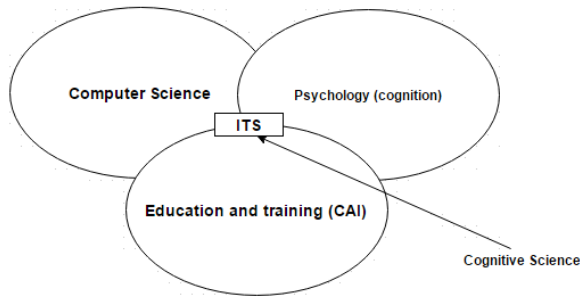 Computer Science
Psychology (cognition)
ITS
Education and training (CAI)
Cognitive Science